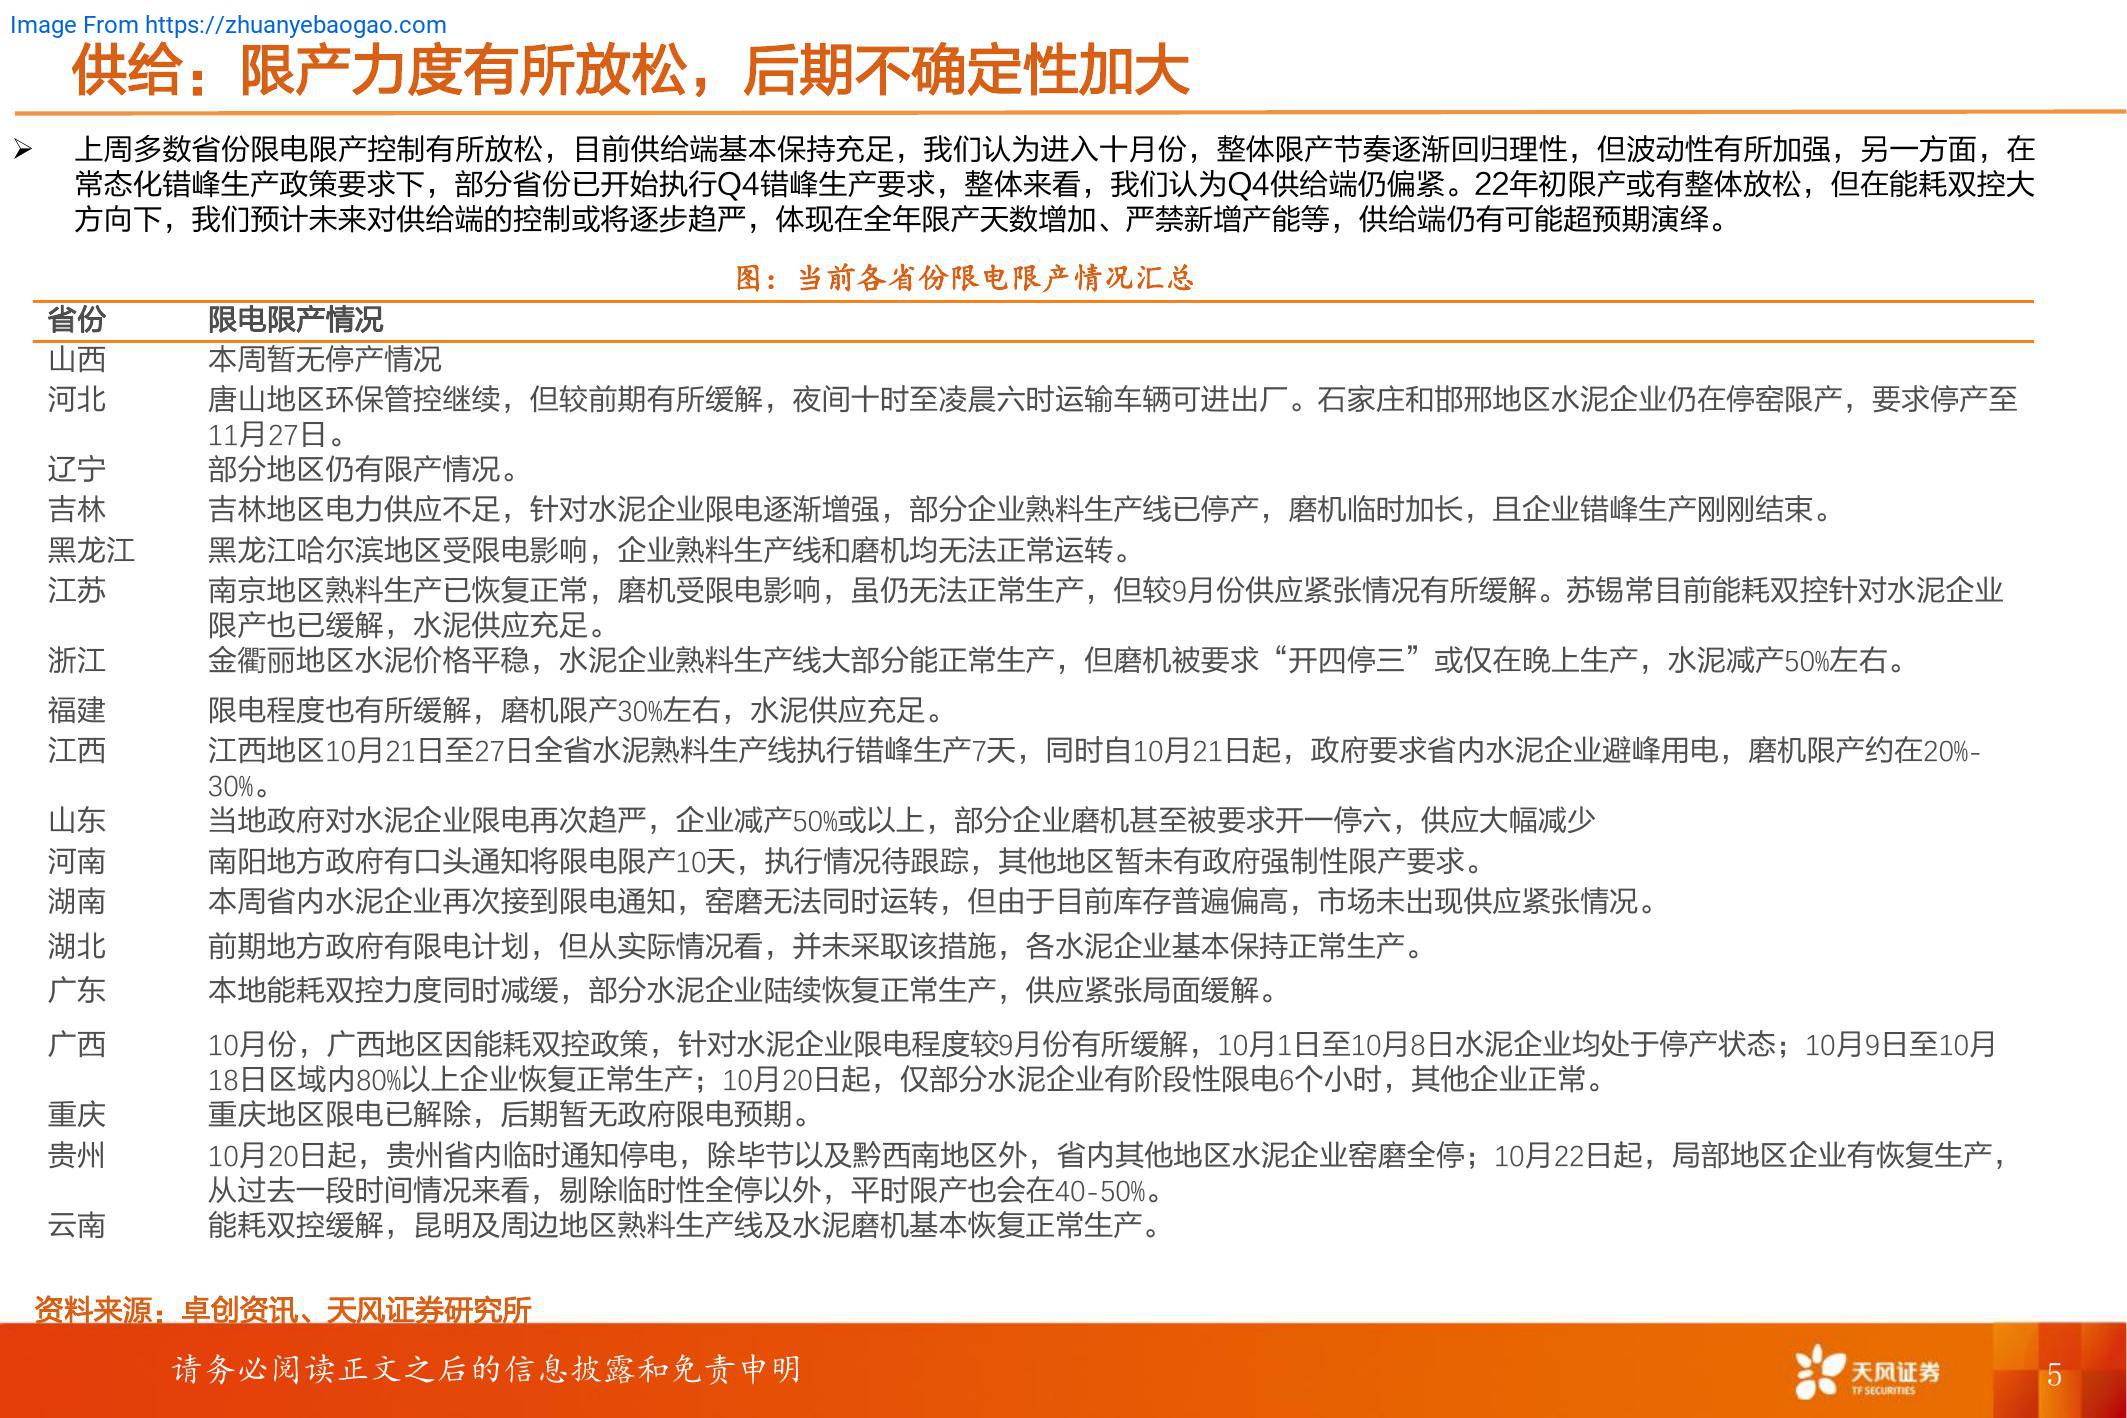 Image From https://zhuanyebaogao.com
供给：限产力度有所放松，后期不确定性加大
➢ 上周多数省份限电限产控制有所放松，目前供给端基本保持充足，我们认为进入十月份，整体限产节奏逐渐回归理性，但波动性有所加强，另一方面，在
常态化错峰生产政策要求下，部分省份已开始执行Q4错峰生产要求，整体来看，我们认为Q4供给端仍偏紧。22年初限产或有整体放松，但在能耗双控大
方向下，我们预计未来对供给端的控制或将逐步趋严，体现在全年限产天数增加、严禁新增产能等，供给端仍有可能超预期演绎。
图：当前各省份限电限产情况汇总
省份 限电限产情况
山西 本周暂无停产情况
河北 唐山地区环保管控继续，但较前期有所缓解，夜间十时至凌晨六时运输车辆可进出厂。石家庄和邯邢地区水泥企业仍在停窑限产，要求停产至
11月27日。
辽宁 部分地区仍有限产情况。
吉林 吉林地区电力供应不足，针对水泥企业限电逐渐增强，部分企业熟料生产线已停产，磨机临时加长，且企业错峰生产刚刚结束。
黑龙江 黑龙江哈尔滨地区受限电影响，企业熟料生产线和磨机均无法正常运转。
江苏 南京地区熟料生产已恢复正常，磨机受限电影响，虽仍无法正常生产，但较9月份供应紧张情况有所缓解。苏锡常目前能耗双控针对水泥企业
限产也已缓解，水泥供应充足。
浙江 金衢丽地区水泥价格平稳，水泥企业熟料生产线大部分能正常生产，但磨机被要求“开四停三”或仅在晚上生产，水泥减产50%左右。
福建 限电程度也有所缓解，磨机限产30%左右，水泥供应充足。
江西 江西地区10月21日至27日全省水泥熟料生产线执行错峰生产7天，同时自10月21日起，政府要求省内水泥企业避峰用电，磨机限产约在20%-
30%。
山东 当地政府对水泥企业限电再次趋严，企业减产50%或以上，部分企业磨机甚至被要求开一停六，供应大幅减少
河南 南阳地方政府有口头通知将限电限产10天，执行情况待跟踪，其他地区暂未有政府强制性限产要求。
湖南 本周省内水泥企业再次接到限电通知，窑磨无法同时运转，但由于目前库存普遍偏高，市场未出现供应紧张情况。
湖北 前期地方政府有限电计划，但从实际情况看，并未采取该措施，各水泥企业基本保持正常生产。
广东 本地能耗双控力度同时减缓，部分水泥企业陆续恢复正常生产，供应紧张局面缓解。
广西 10月份，广西地区因能耗双控政策，针对水泥企业限电程度较9月份有所缓解，10月1日至10月8日水泥企业均处于停产状态；10月9日至10月
18日区域内80%以上企业恢复正常生产；10月20日起，仅部分水泥企业有阶段性限电6个小时，其他企业正常。
重庆 重庆地区限电已解除，后期暂无政府限电预期。
贵州 10月20日起，贵州省内临时通知停电，除毕节以及黔西南地区外，省内其他地区水泥企业窑磨全停；10月22日起，局部地区企业有恢复生产，
从过去一段时间情况来看，剔除临时性全停以外，平时限产也会在40-50%。
云南 能耗双控缓解，昆明及周边地区熟料生产线及水泥磨机基本恢复正常生产。
资料来源：卓创资讯、天风证券研究所
请务必阅读正文之后的信息披露和免责申明
天风证券
TF SECURITIES
5